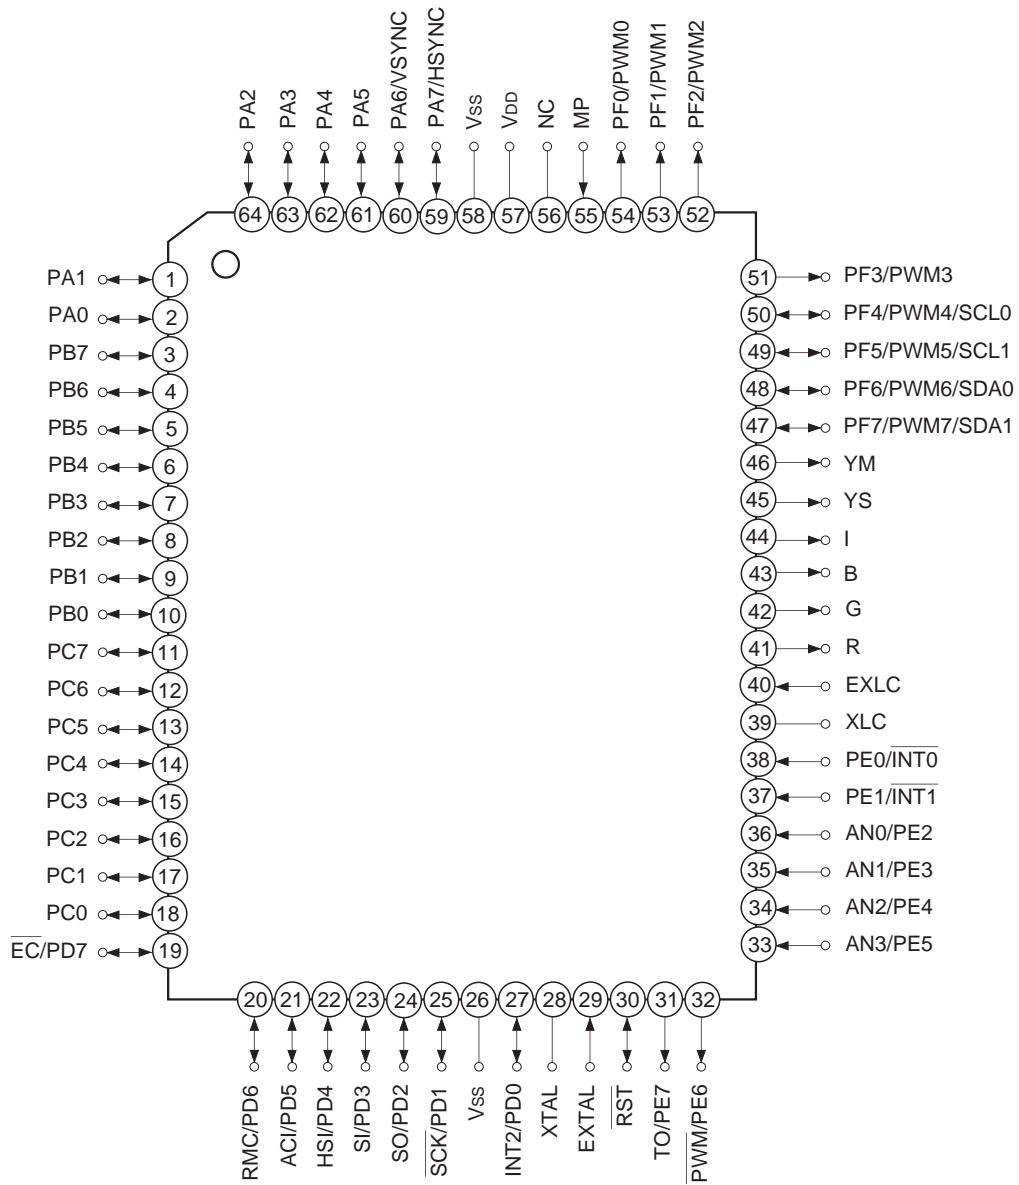 PA2
PA3
PA4
PA5
PA6/VSYNC
PA7/HSYNC
Vss
VDD
NC
MP
PF0/PWM0
PF1/PWM1
PF2/PWM2
64
63
62
61
60
59
58
57
56
55
54
53
52
PA1 1
PA0 2
PB7 3
PB6 4
PB5 5
PB4 6
PB3 7
PB2 8
PB1 9
PB0 10
PC7 11
PC6 12
PC5 13
PC4 14
PC3 15
PC2 16
PC1 17
PC0 18
EC/PD7 19
51 PF3/PWM3
50 PF4/PWM4/SCL0
49 PF5/PWM5/SCL1
48 PF6/PWM6/SDA0
47 PF7/PWM7/SDA1
46 YM
45 YS
44 I
43 B
42 G
41 R
40 EXLC
39 XLC
38 PE0/INT0
37 PE1/INT1
36 AN0/PE2
35 AN1/PE3
34 AN2/PE4
33 AN3/PE5
20
21
22
23
24
25
26
27
28
29
30
31
32
RMC/PD6
ACI/PD5
HSI/PD4
SI/PD3
SO/PD2
SCK/PD1
Vss
INT2/PD0
XTAL
EXTAL
RST
TO/PE7
PWM/PE6